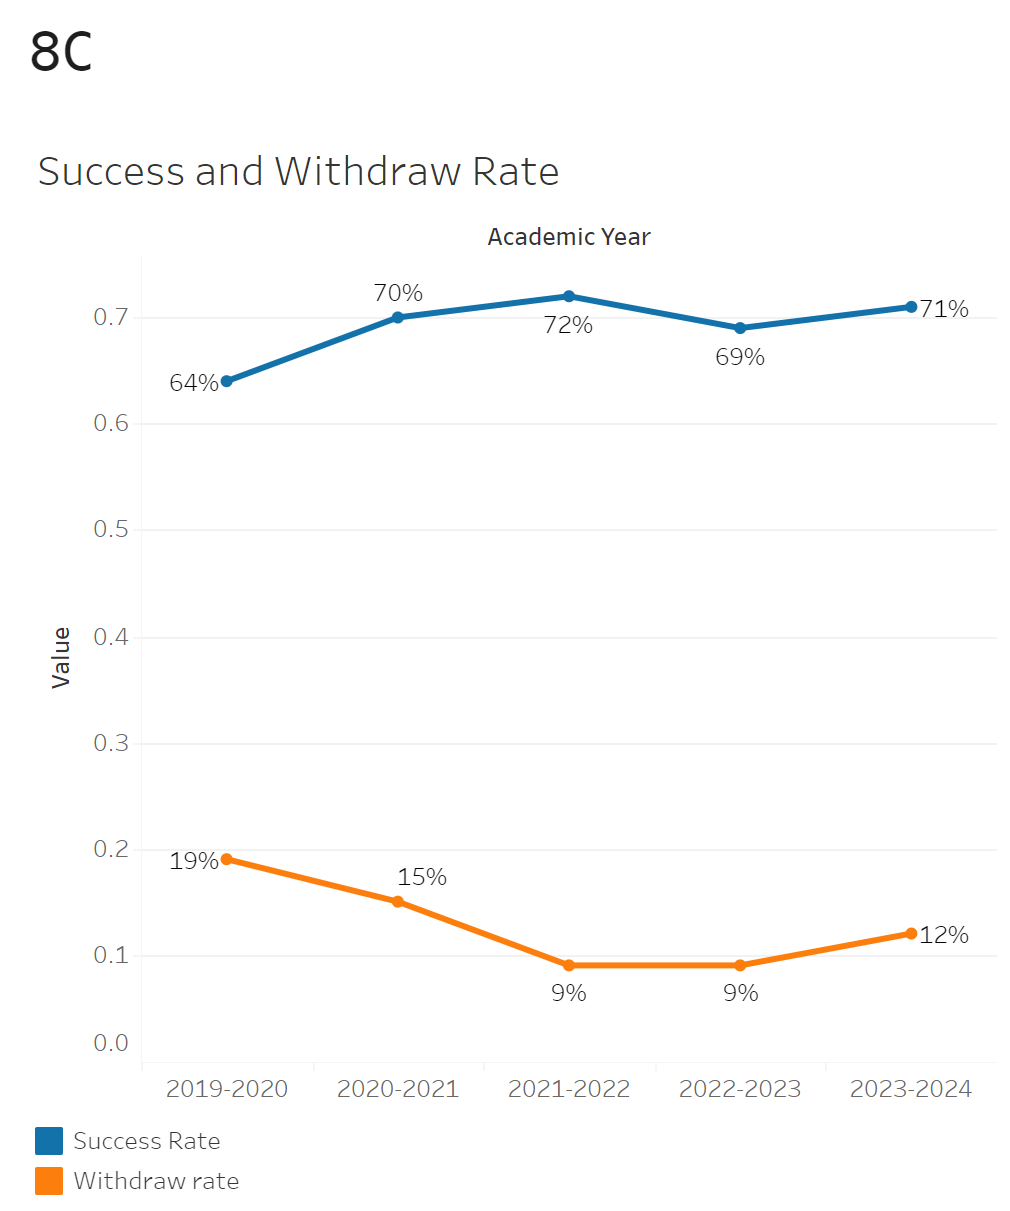 8C
Success and Withdraw Rate
Academic Year
70%
71%
0.7
72%
69%
64%
0.6
0.5
0.4
Value
0.3
0.2
19%
15%
12%
0.1
9%
9%
0.0
2019-2020 2020-2021 2021-2022 2022-2023 2023-2024
Success Rate
Withdraw rate